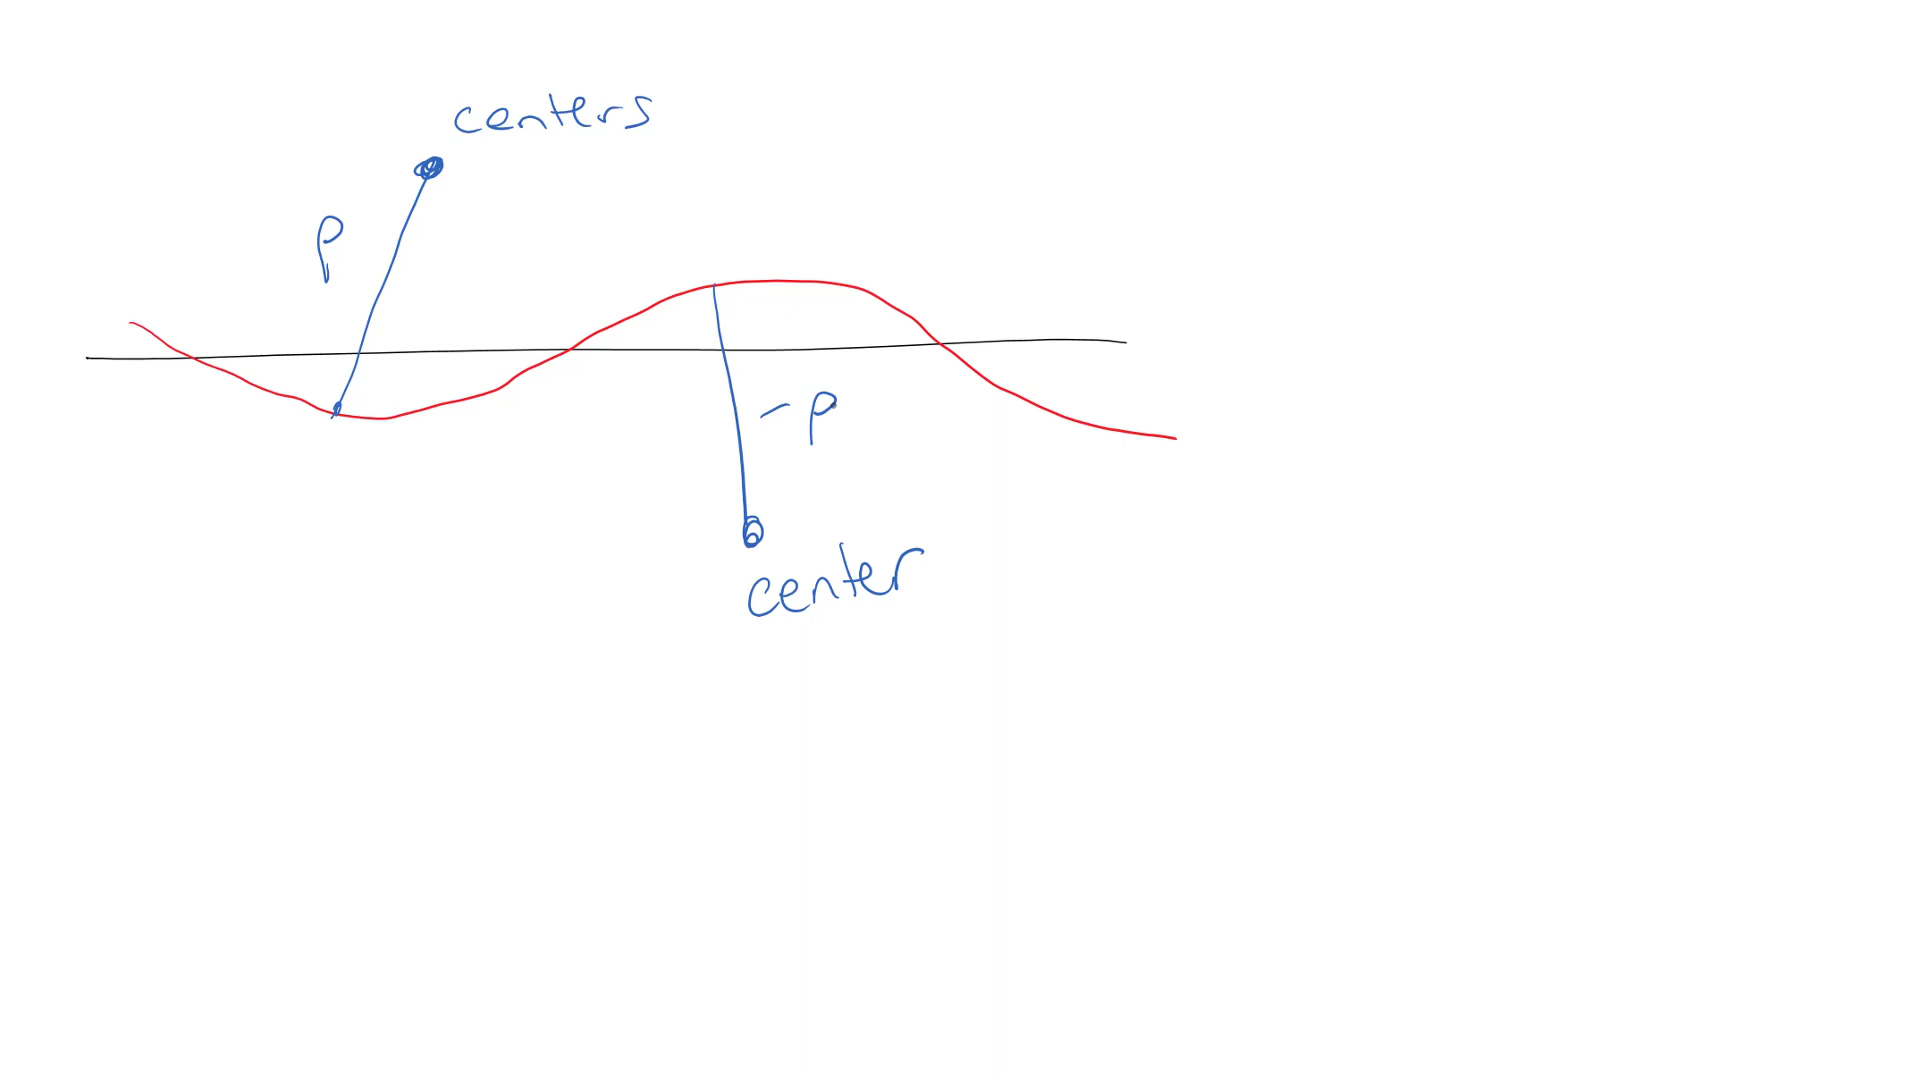 centers
ρ
- ρ
center